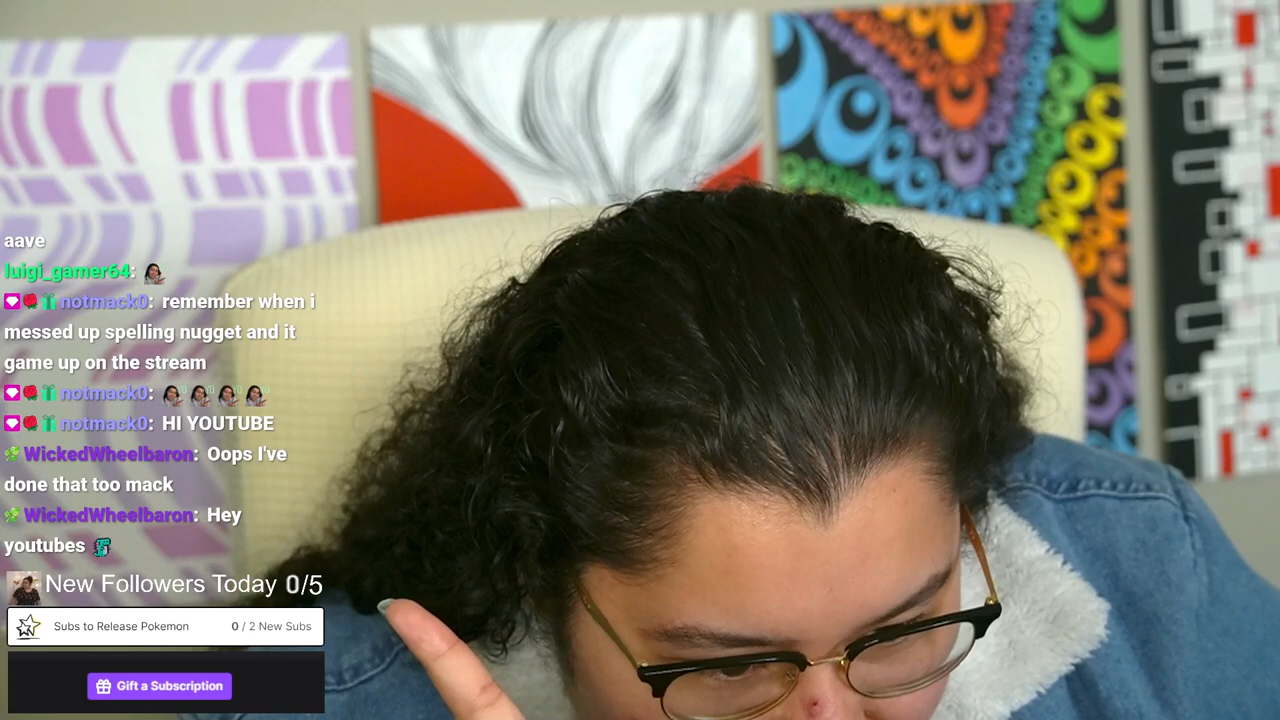 aave
luigi_gamer64:
notmack0: remember when i
messed up spelling nugget and it
game up on the stream
notmack0:
notmack0: HI YOUTUBE
WickedWheelbaron: Oops I've
done that too mack
WickedWheelbaron: Hey
youtubes
New Followers Today 0/5
Subs to Release Pokemon 0 / 2 New Subs
Gift a Subscription